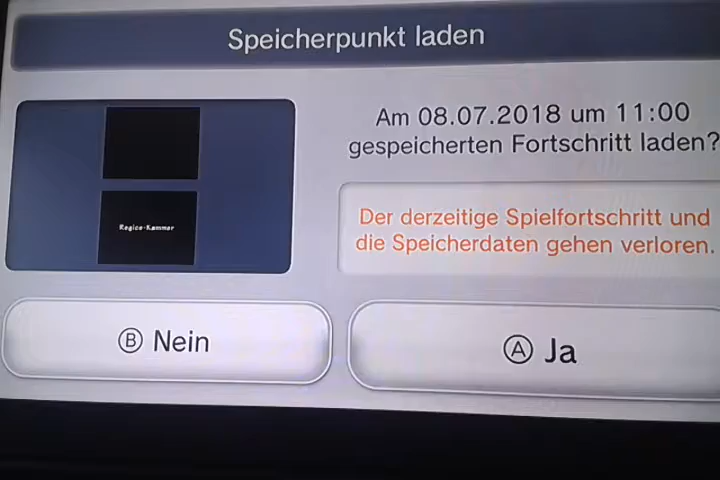 Speicherpunkt laden
Am 08.07.2018 um 11:00
gespeicherten Fortschritt laden?
Regice-Kammer
Der derzeitige Spielfortschritt und
die Speicherdaten gehen verloren.
B Nein
A Ja